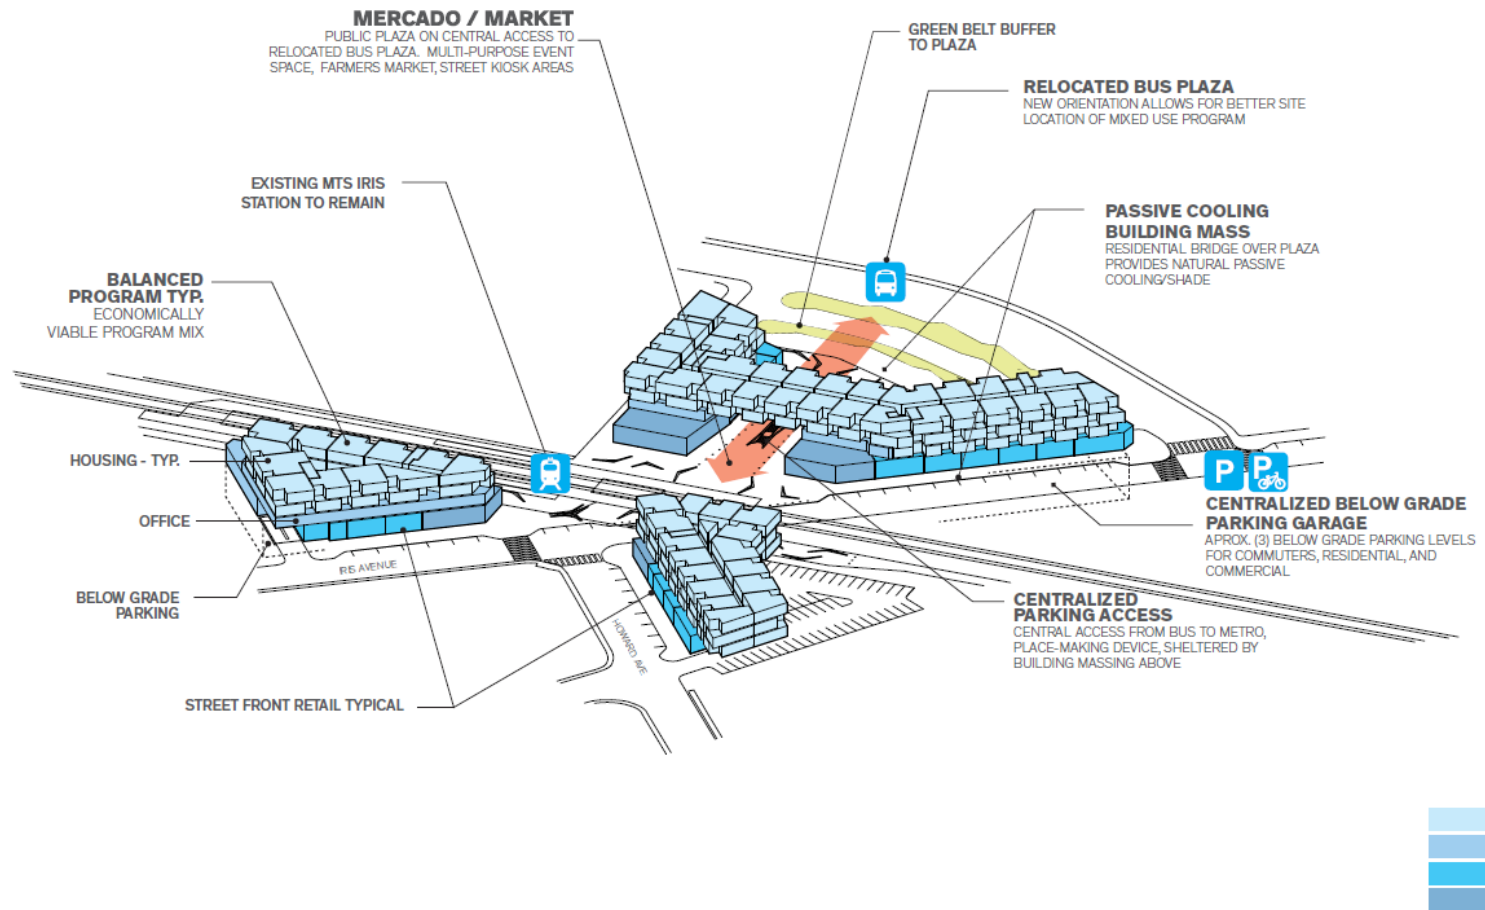 MERCADO / MARKET
PUBLIC PLAZA ON CENTRAL ACCESS TO
RELOCATED BUS PLAZA. MULTI-PURPOSE EVENT
SPACE, FARMERS MARKET, STREET KIOSK AREAS
GREEN BELT BUFFER
TO PLAZA
RELOCATED BUS PLAZA
NEW ORIENTATION ALLOWS FOR BETTER SITE
LOCATION OF MIXED USE PROGRAM
EXISTING MTS IRIS
STATION TO REMAIN
PASSIVE COOLING
BUILDING MASS
RESIDENTIAL BRIDGE OVER PLAZA
PROVIDES NATURAL PASSIVE
COOLING/SHADE
BALANCED
PROGRAM TYP.
ECONOMICALLY
VIABLE PROGRAM MIX
HOUSING - TYP.
P
P
CENTRALIZED BELOW GRADE
PARKING GARAGE
APROX. (3) BELOW GRADE PARKING LEVELS
FOR COMMUTERS, RESIDENTIAL, AND
COMMERCIAL
OFFICE
IRIS AVENUE
BELOW GRADE
PARKING
CENTRALIZED
PARKING ACCESS
CENTRAL ACCESS FROM BUS TO METRO,
PLACE-MAKING DEVICE, SHELTERED BY
BUILDING MASSING ABOVE
HOWARD AVE
STREET FRONT RETAIL TYPICAL